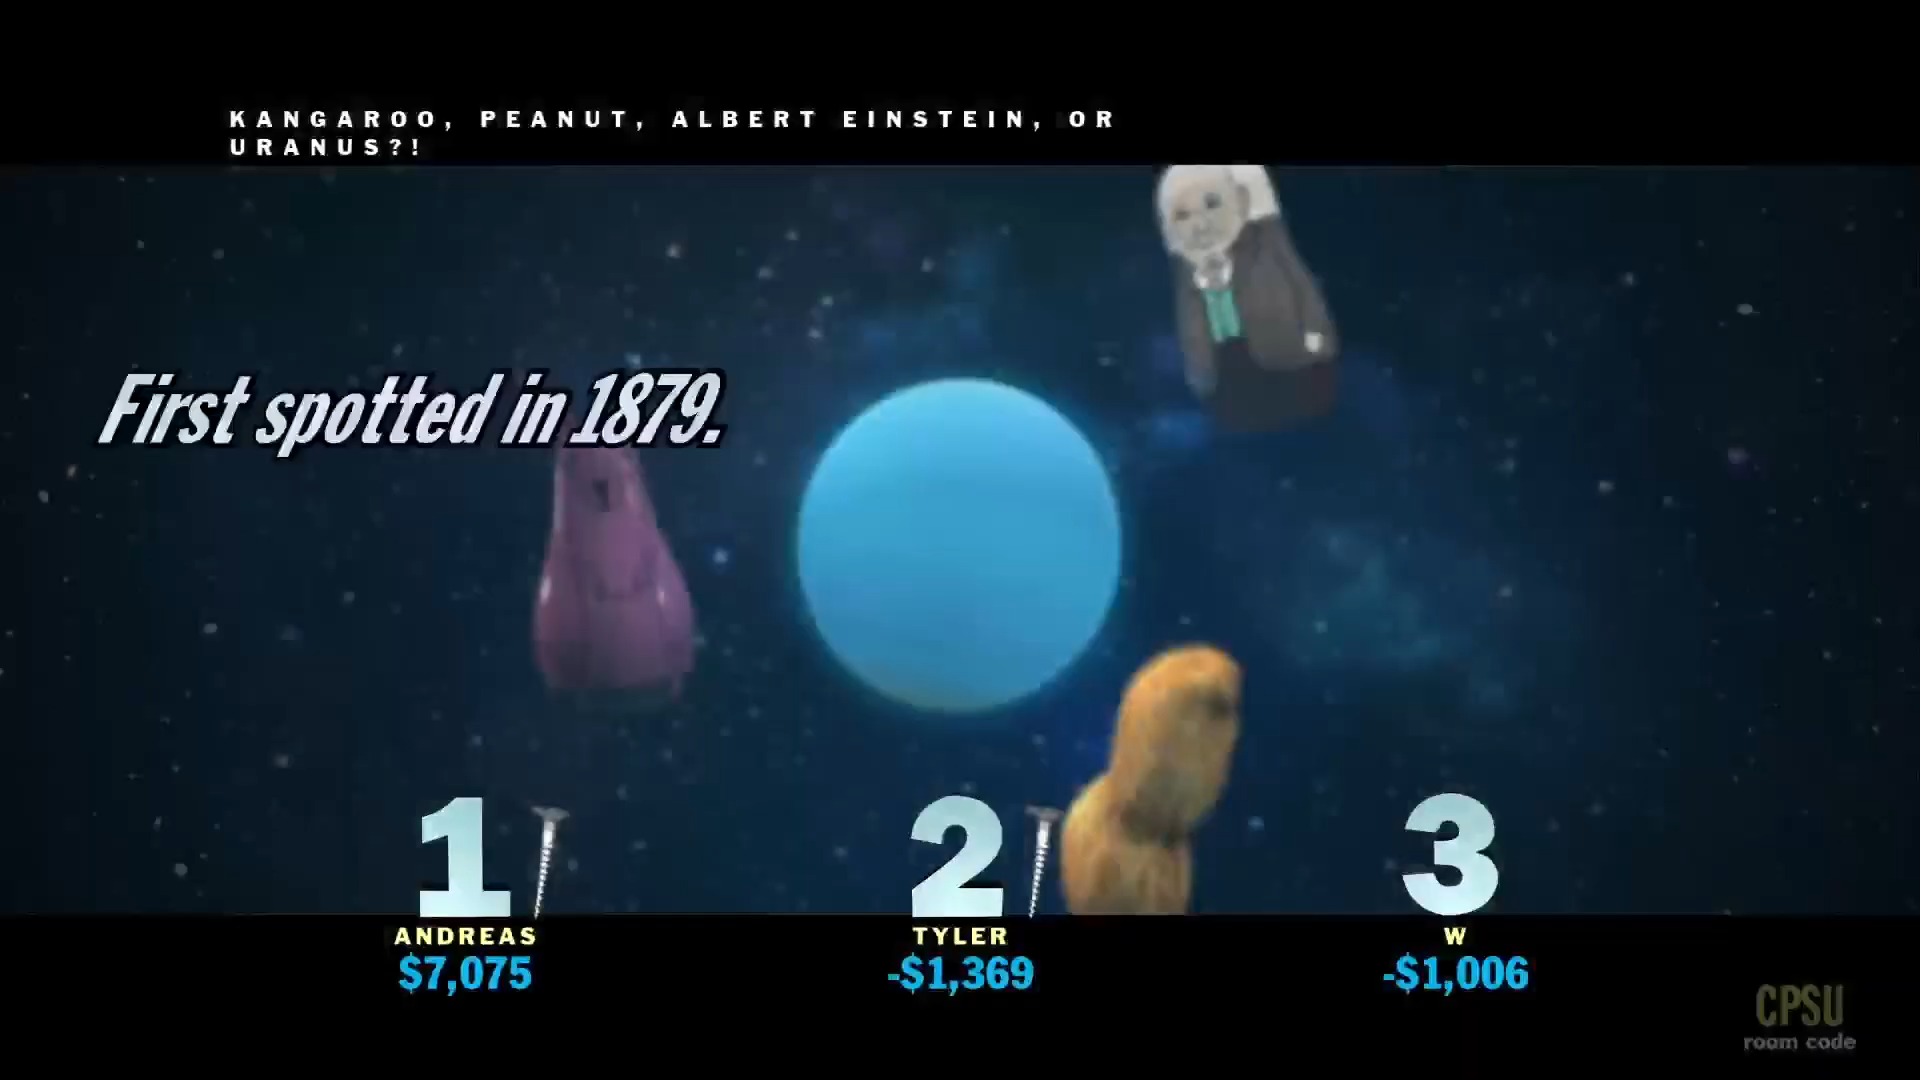 KANGAROO, PEANUT, ALBERT EINSTEIN, OR
URANUS?!
First spotted in 1879.
1 2 3
ANDREAS TYLER W
$7,075 -$1,369 -$1,006
CPSU
room code